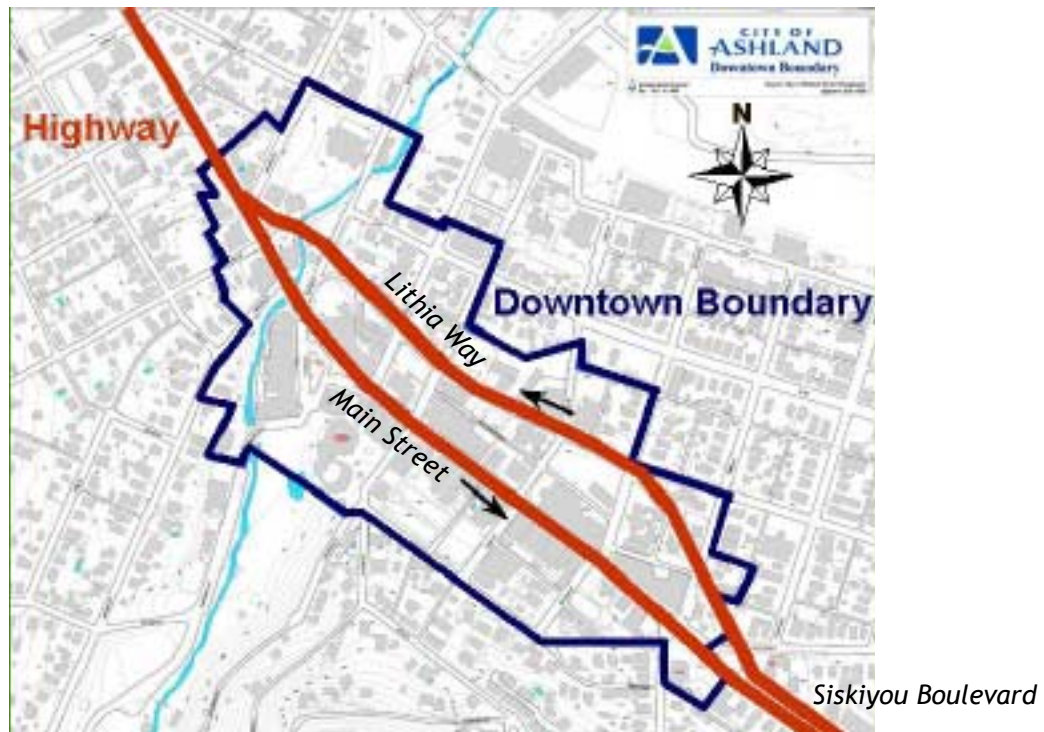 CITY OF
ASHLAND
Downtown Boundary
N
Highway
Lithia Way
Downtown Boundary
Main Street
Siskiyou Boulevard